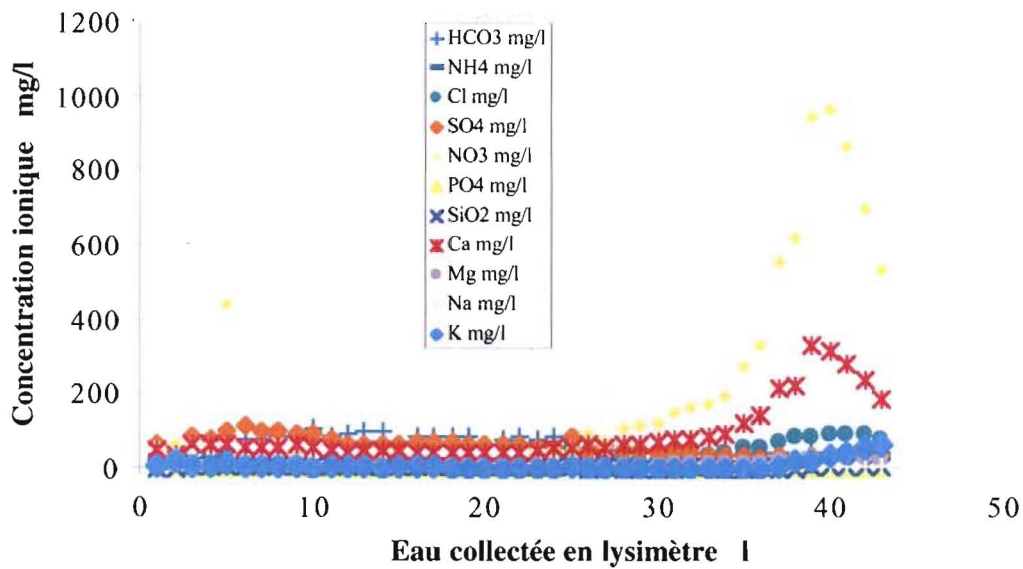 Concentration ionique mg/l
1200
1000
800
600
400
200
0
HCO3 mg/l
NH4 mg/l
Cl mg/l
SO4 mg/l
NO3 mg/l
PO4 mg/l
SiO2 mg/l
Ca mg/l
Mg mg/l
Na mg/l
K mg/l
0 10 20 30 40 50
Eau collectée en lysimètre l